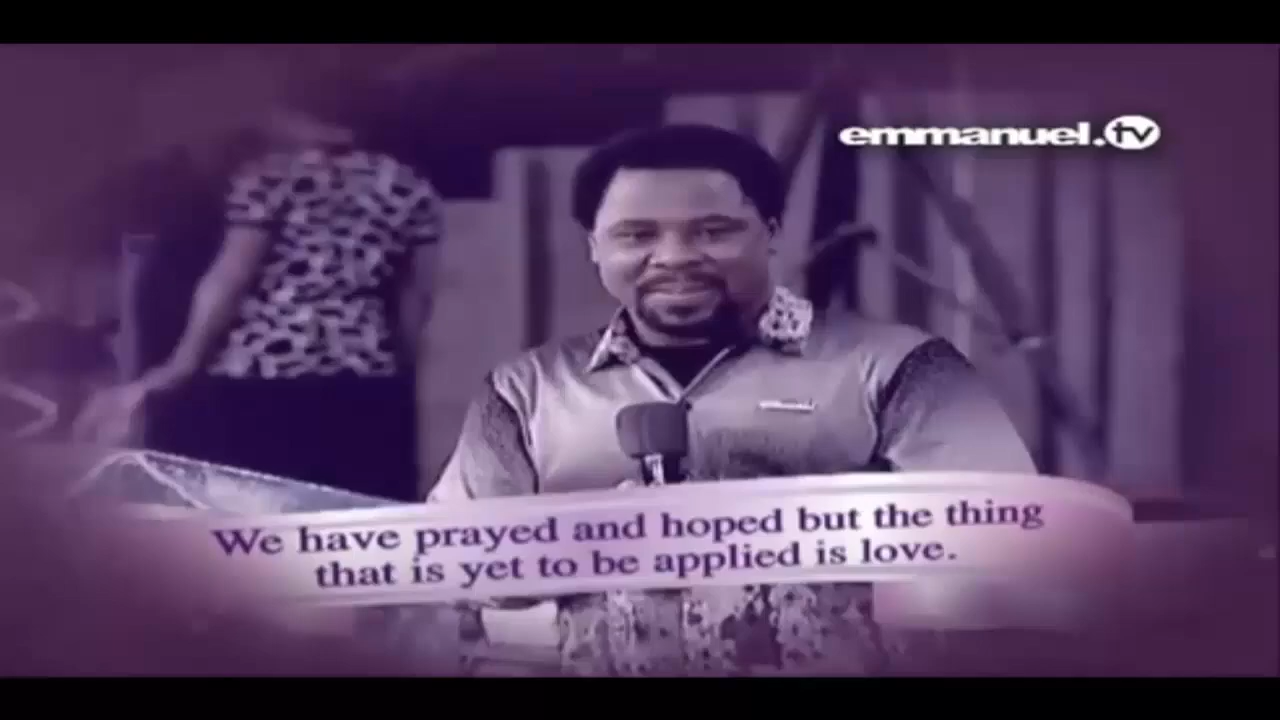 emmanuel.tv
We have prayed and hoped but the thing
that is yet to be applied is love.